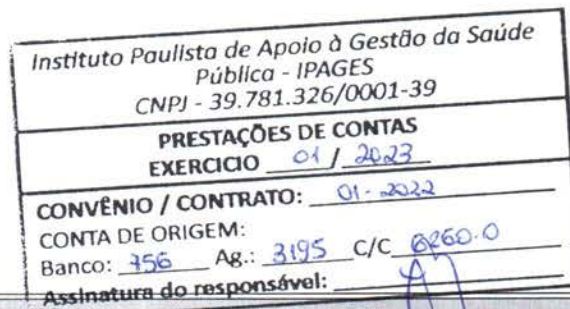 Instituto Paulista de Apoio à Gestão da Saúde
Pública - IPAGES
CNPJ - 39.781.326/0001-39
PRESTAÇÕES DE CONTAS
EXERCICIO 01 / 2023
CONVÊNIO / CONTRATO: 01-2022
CONTA DE ORIGEM:
Banco: 756 Ag.: 3195 C/C 6260-0
Assinatura do responsável: